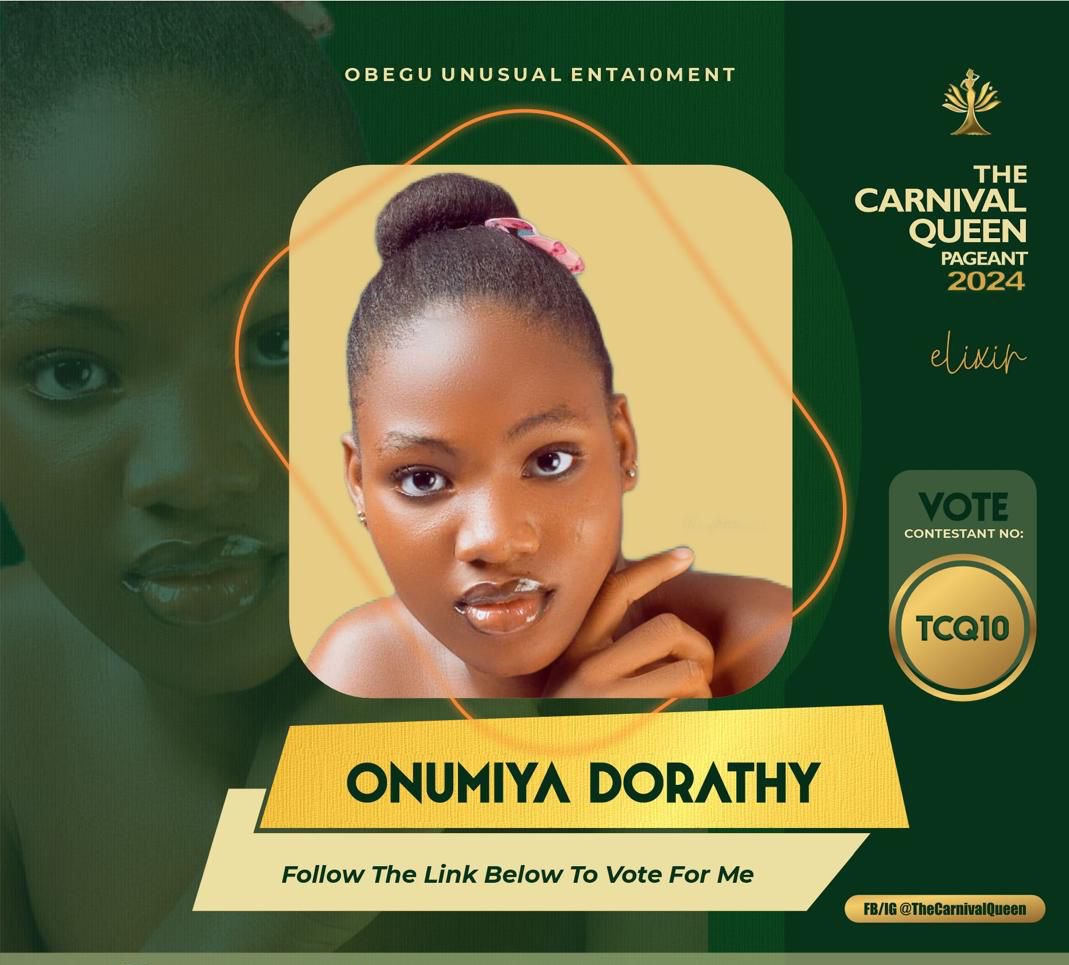 OBEGU UNUSUAL ENTA10MENT
THE
CARNIVAL
QUEEN
PAGEANT
2024
elixir
VOTE
CONTESTANT NO:
TCQ10
ONUMIYA DORATHY
Follow The Link Below To Vote For Me
FB/IG @TheCarnivalQueen